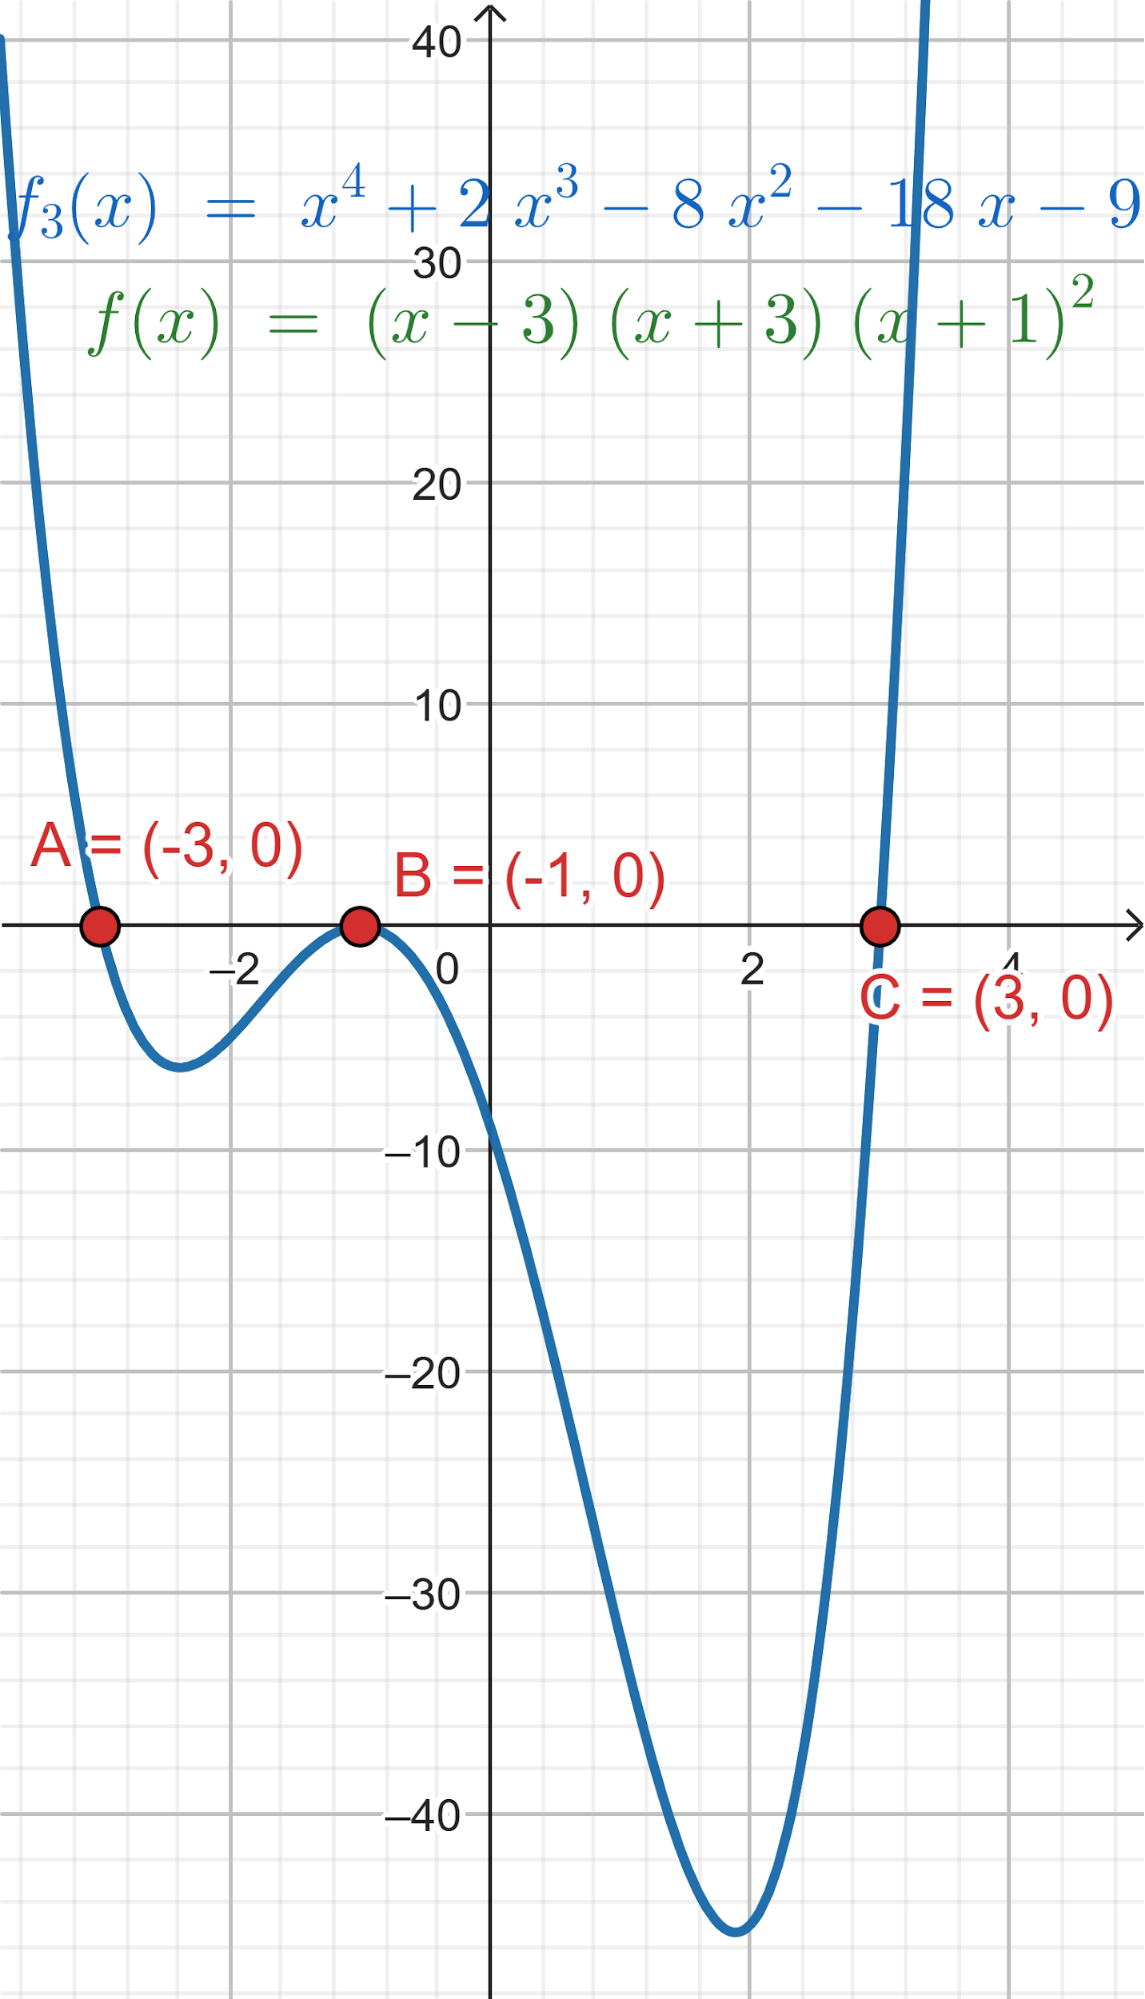 40
f₃(x) = x⁴ + 2 x³ − 8 x² − 18 x − 9
30
f(x) = (x − 3) (x + 3) (x + 1)²
20
10
A = (-3, 0)
B = (-1, 0)
–2 0 2 4
C = (3, 0)
–10
–20
–30
–40